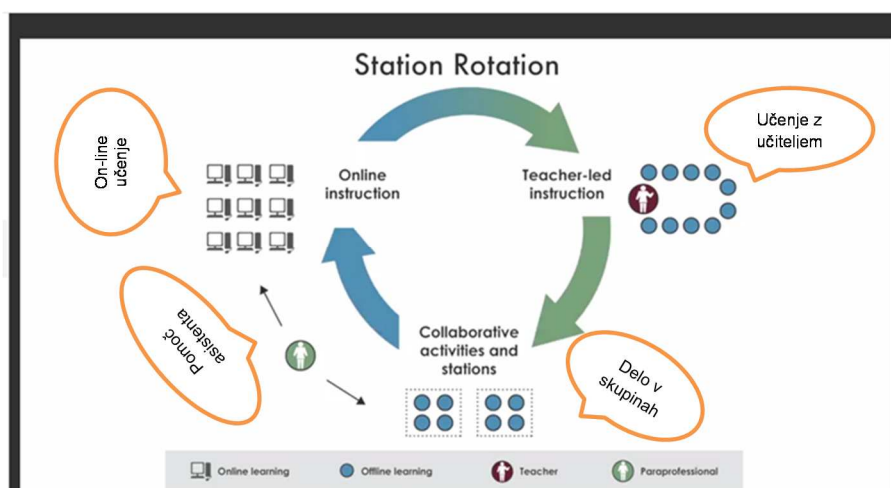 Station Rotation
On-line
učenje
Online
instruction
Teacher-led
instruction
Učenje z
učiteljem
Pomoč
asistenta
Collaborative
activities and
stations
Delo v
skupinah
Online learning
Offline learning
Teacher
Paraprofessional